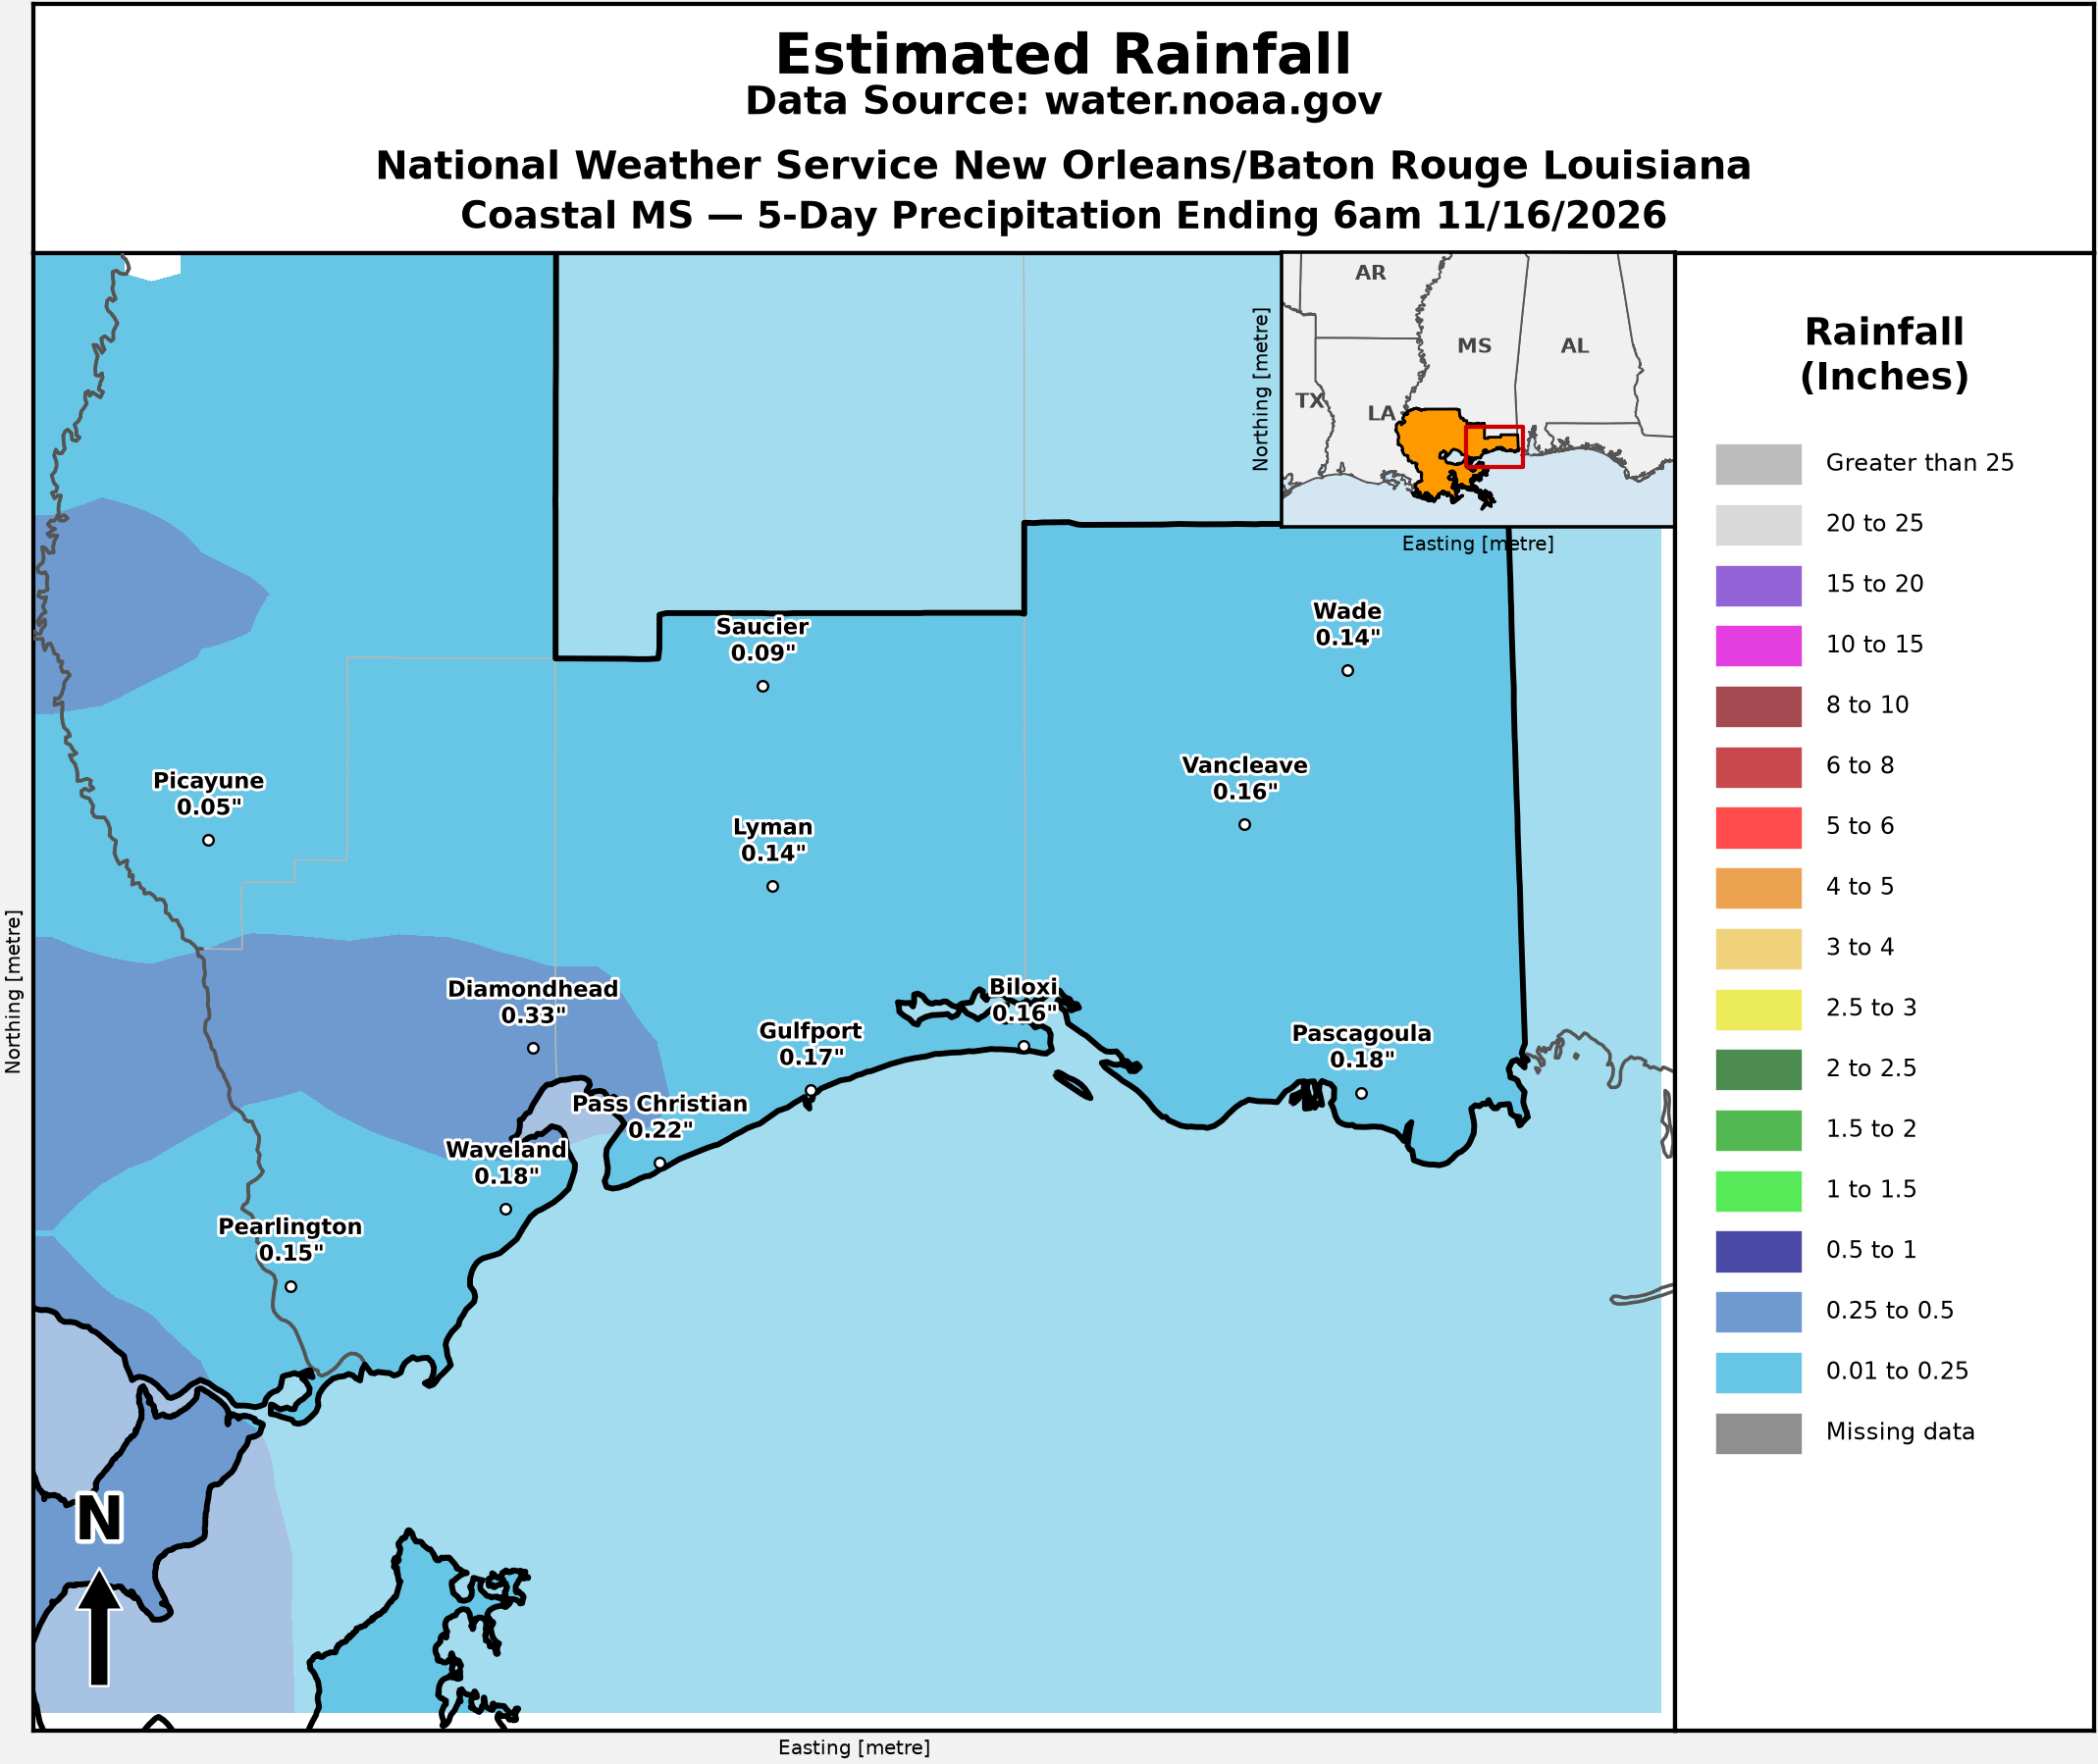 Estimated Rainfall
Data Source: water.noaa.gov
National Weather Service New Orleans/Baton Rouge Louisiana
Coastal MS — 5-Day Precipitation Ending 6am 11/16/2026
AR
MS
AL
TX
LA
Northing [metre]
Easting [metre]
Saucier
0.09"
Wade
0.14"
Picayune
0.05"
Vancleave
0.16"
Lyman
0.14"
Diamondhead
0.33"
Biloxi
0.16"
Gulfport
0.17"
Pascagoula
0.18"
Pass Christian
0.22"
Waveland
0.18"
Pearlington
0.15"
N
Northing [metre]
Easting [metre]
Rainfall
(Inches)
Greater than 25
20 to 25
15 to 20
10 to 15
8 to 10
6 to 8
5 to 6
4 to 5
3 to 4
2.5 to 3
2 to 2.5
1.5 to 2
1 to 1.5
0.5 to 1
0.25 to 0.5
0.01 to 0.25
Missing data